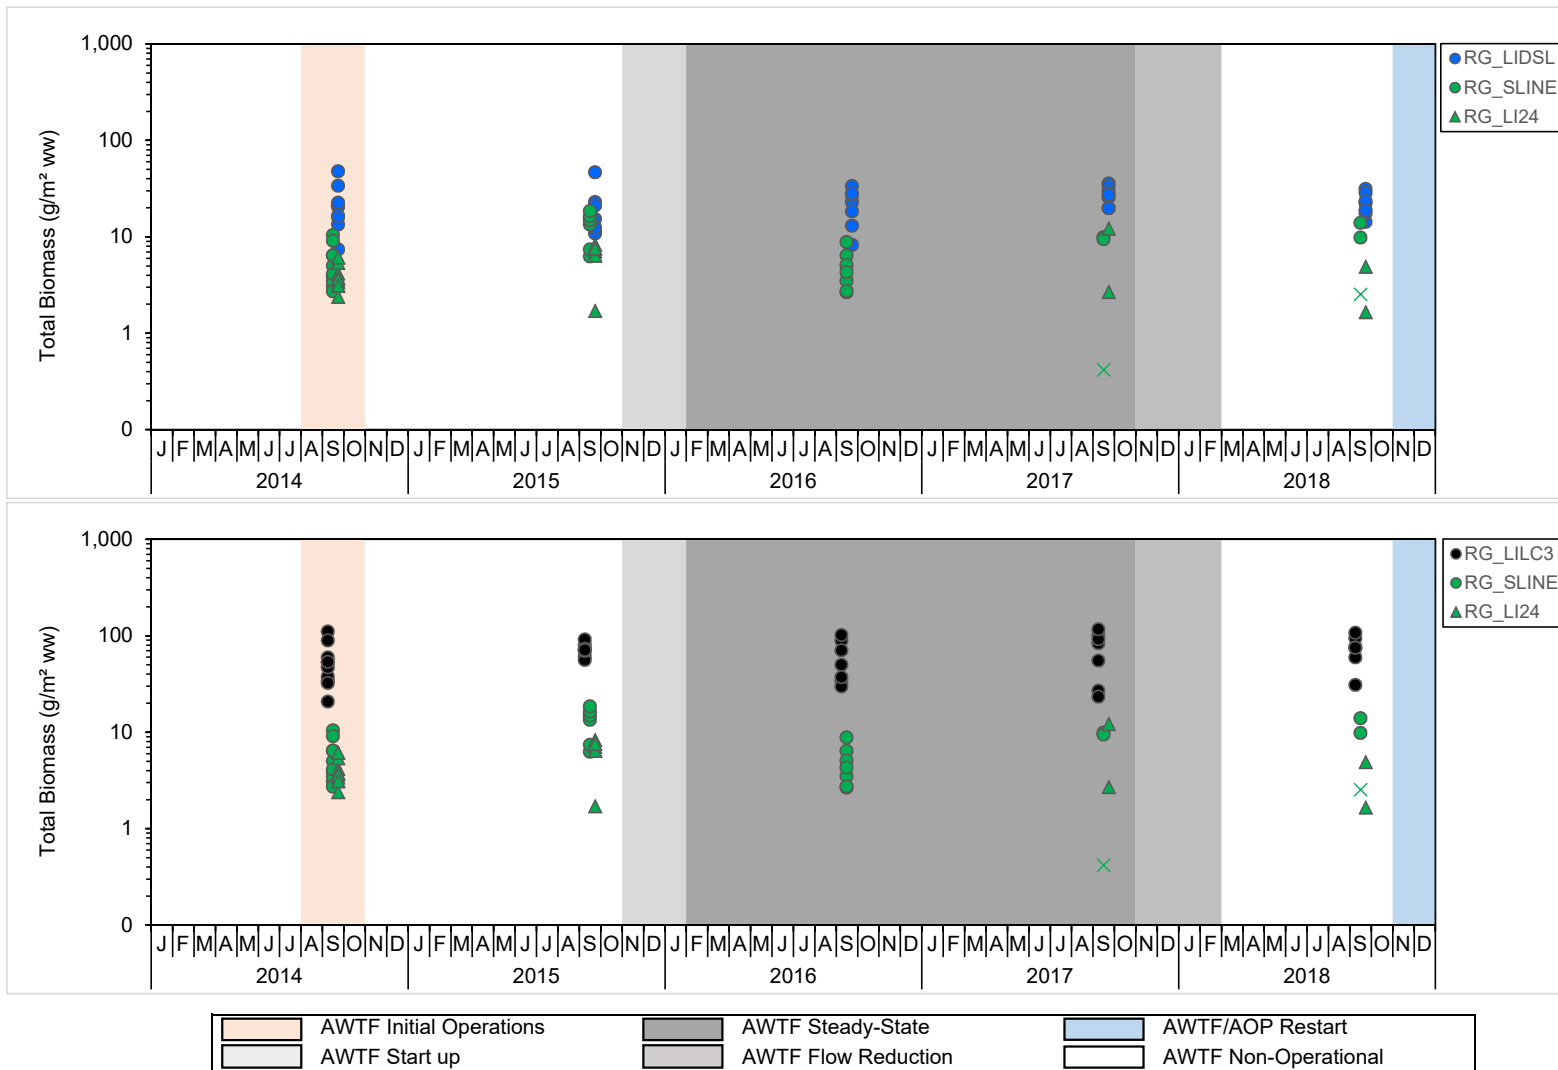 1,000
100
10
1
0
Total Biomass (g/m² ww)
RG_LIDSL
RG_SLINE
RG_LI24
J F M A M J J A S O N D J F M A M J J A S O N D J F M A M J J A S O N D J F M A M J J A S O N D J F M A M J J A S O N D
2014 2015 2016 2017 2018
1,000
100
10
1
0
Total Biomass (g/m² ww)
RG_LILC3
RG_SLINE
RG_LI24
J F M A M J J A S O N D J F M A M J J A S O N D J F M A M J J A S O N D J F M A M J J A S O N D J F M A M J J A S O N D
2014 2015 2016 2017 2018
AWTF Initial Operations AWTF Steady-State AWTF/AOP Restart
AWTF Start up AWTF Flow Reduction AWTF Non-Operational